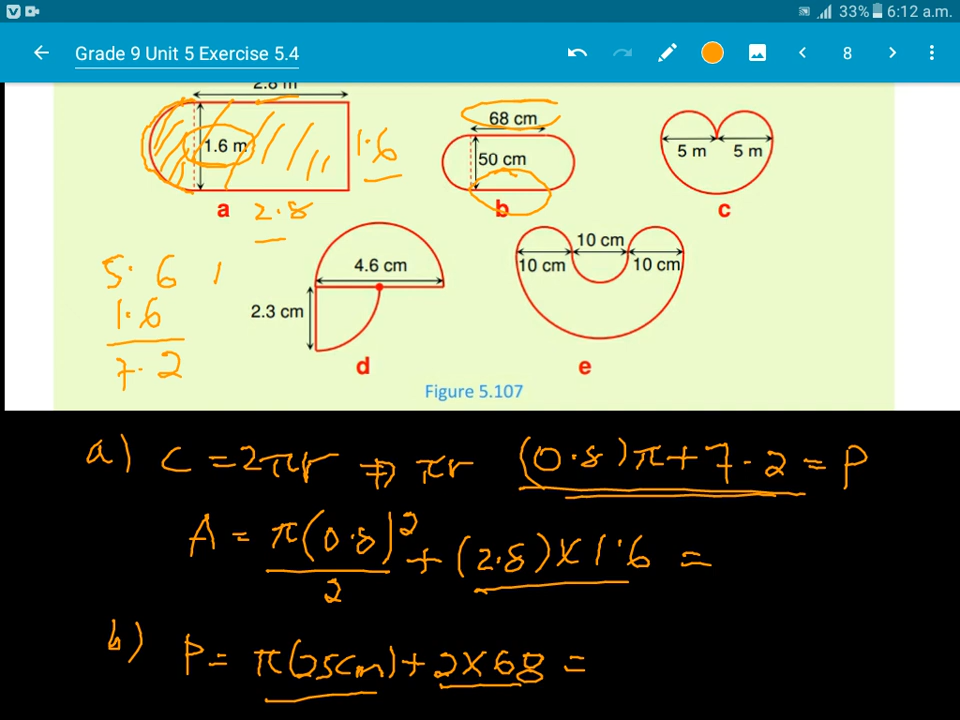 33% 6:12 a.m.
Grade 9 Unit 5 Exercise 5.4
8
2.8 m
1.6 m
1.6
68 cm
50 cm
5 m 5 m
a 2.8
b
c
4.6 cm
2.3 cm
10 cm
10 cm
10 cm
5.6
1.6
7.2
d
e
Figure 5.107
a) C = 2πr ⇒ πr (0.8)π + 7.2 = P
A = π(0.8)²/2 + (2.8) × 1.6 =
b) P = π(25cm) + 2×68 =